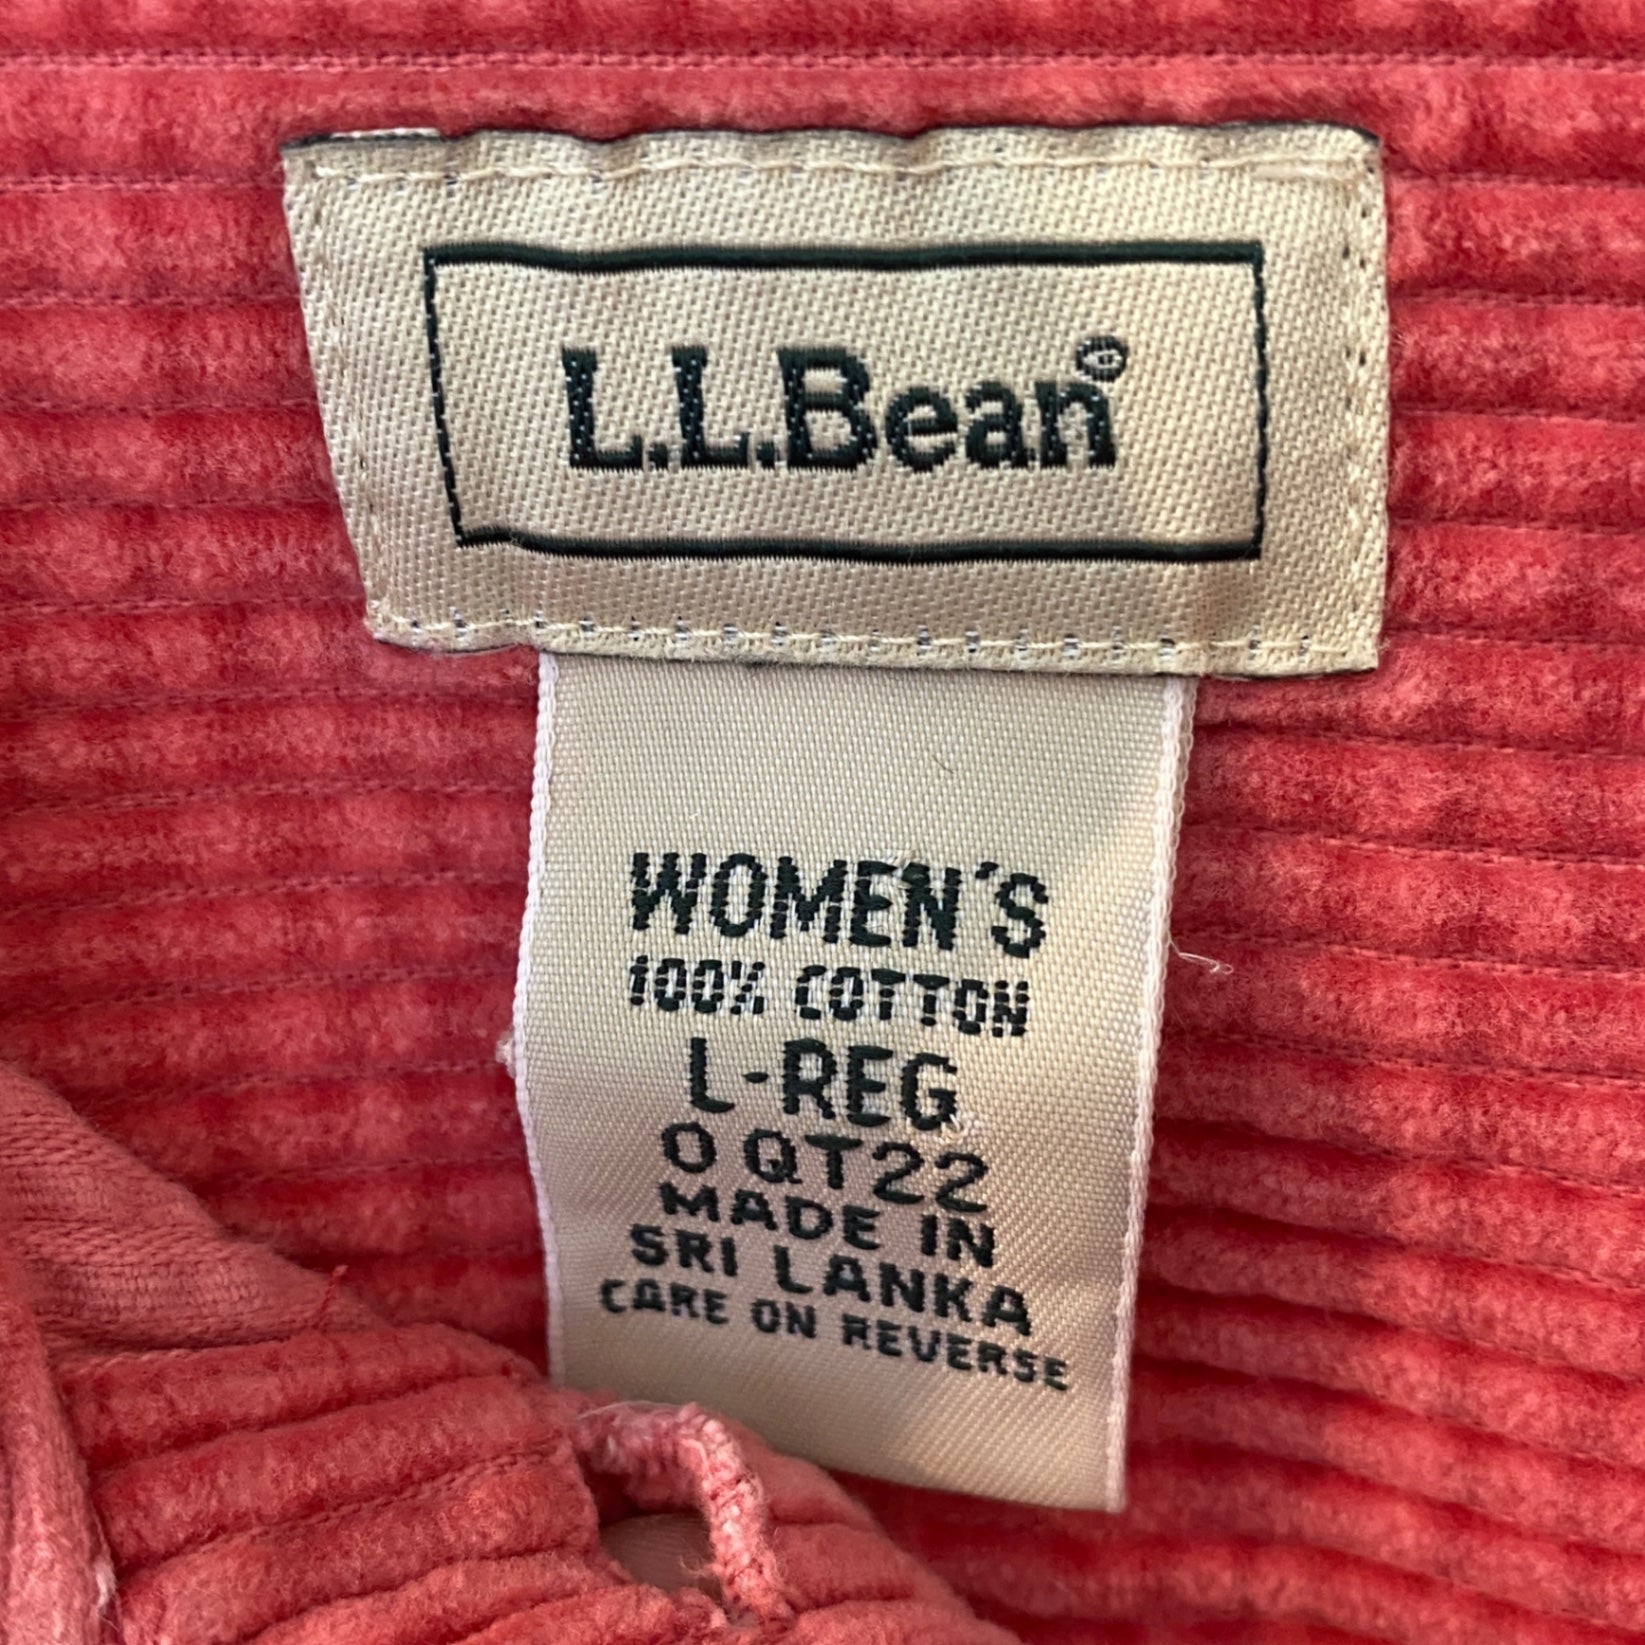 L.L.Bean®
WOMEN'S
100% COTTON
L-REG
0 QT22
MADE IN
SRI LANKA
CARE ON REVERSE